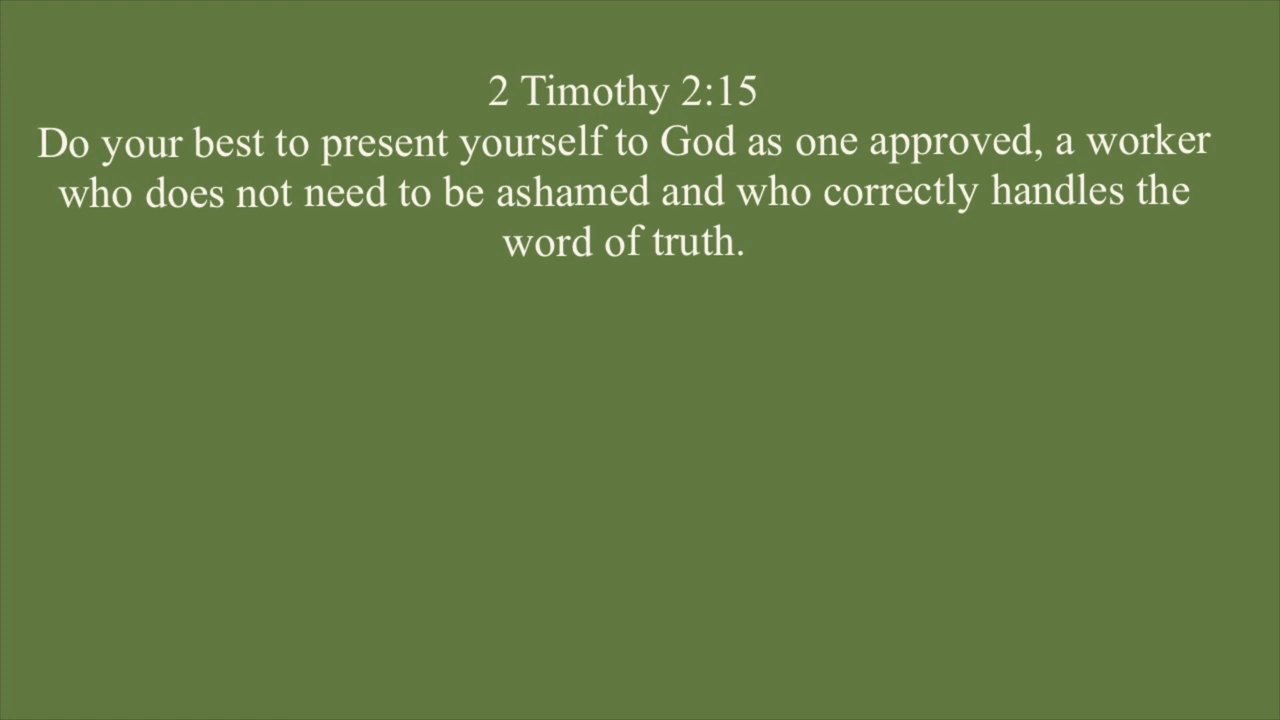 2 Timothy 2:15
Do your best to present yourself to God as one approved, a worker
who does not need to be ashamed and who correctly handles the
word of truth.